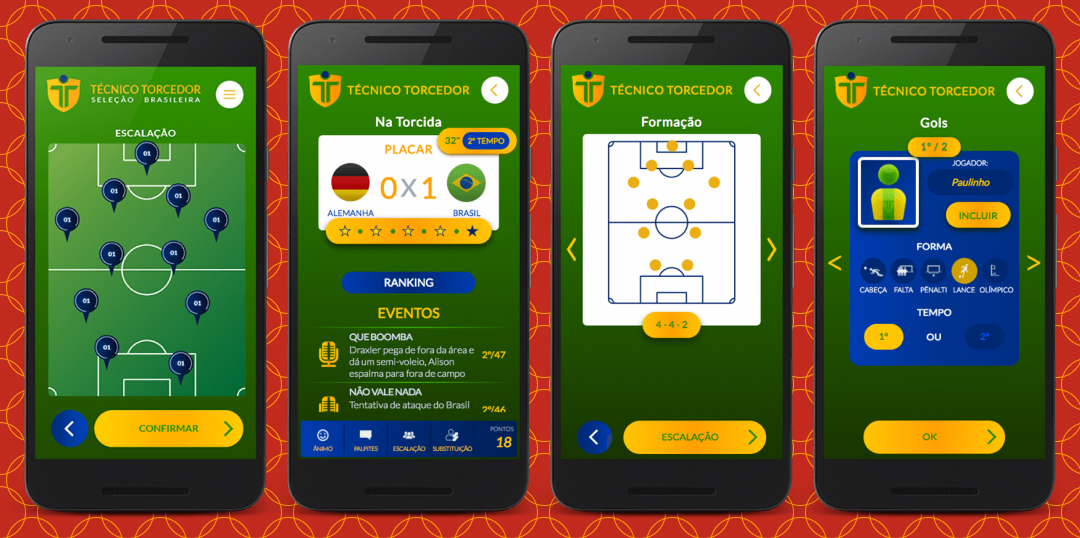 TÉCNICO TORCEDOR
SELEÇÃO BRASILEIRA
ESCALAÇÃO
01
01
01
01
01
01
01
01
01
01
01
CONFIRMAR
TÉCNICO TORCEDOR
Na Torcida
32" 2º TEMPO
PLACAR
0 X 1
ALEMANHA BRASIL
RANKING
EVENTOS
QUE BOOMBA
Draxler pega de fora da área e
dá um semi-voleio, Alison
espalma para fora de campo
2º/47
NÃO VALE NADA
Tentativa de ataque do Brasil
2º/46
ÂNIMO PALPITES ESCALAÇÃO SUBSTITUIÇÃO
PONTOS
18
TÉCNICO TORCEDOR
Formação
4 - 4 - 2
ESCALAÇÃO
TÉCNICO TORCEDOR
Gols
1º / 2
JOGADOR:
Paulinho
INCLUIR
FORMA
CABEÇA FALTA PÊNALTI LANCE OLÍMPICO
TEMPO
1º OU 2º
OK